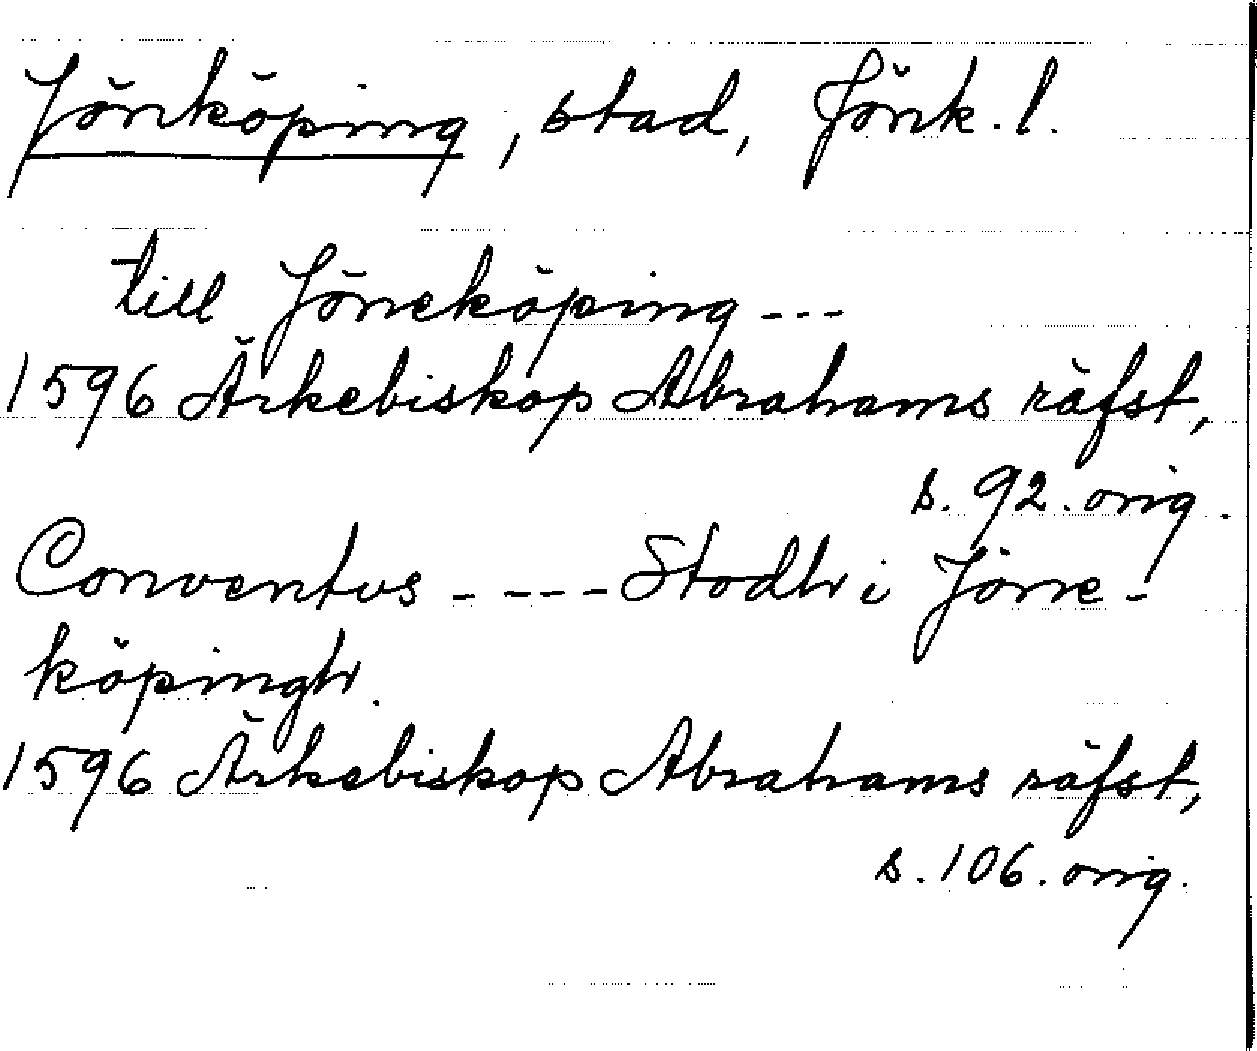 Jönköping, stad, Jönk. l.
till Jöneköping ---
1596 Ärkebiskop Abrahams räfst,
s. 92. orig.
Conventus ---- Stodh i Jöne-
köpingh.
1596 Ärkebiskop Abrahams räfst,
s. 106. orig.